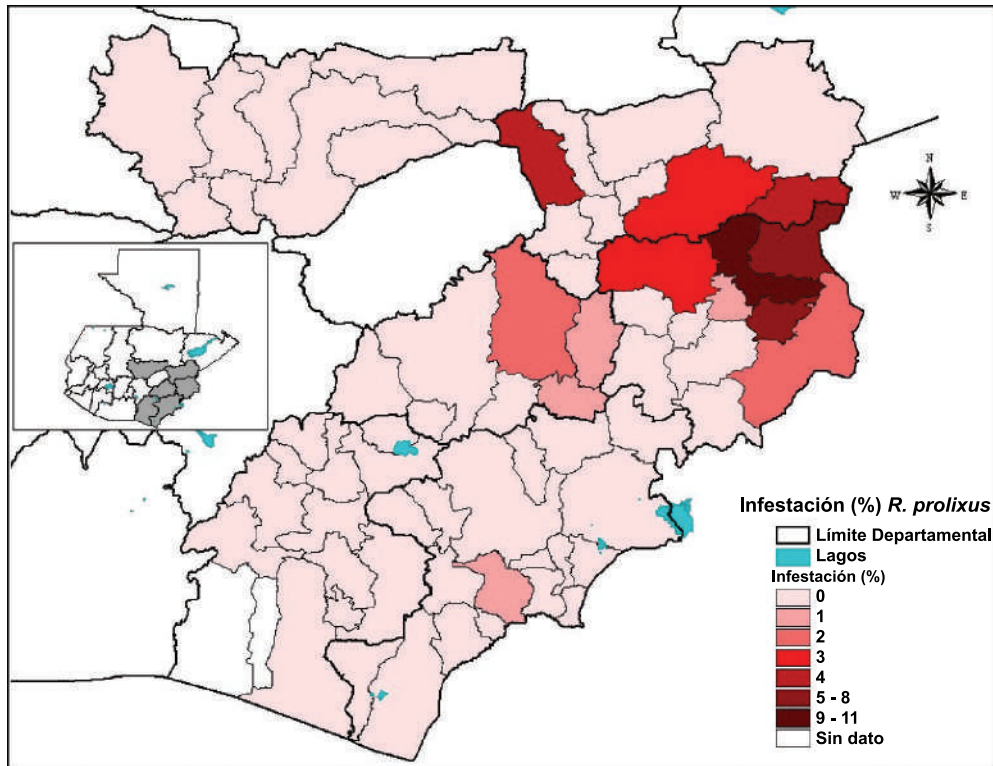 N
W E
S
Infestación (%) R. prolixus
Límite Departamental
Lagos
Infestación (%)
0
1
2
3
4
5 - 8
9 - 11
Sin dato